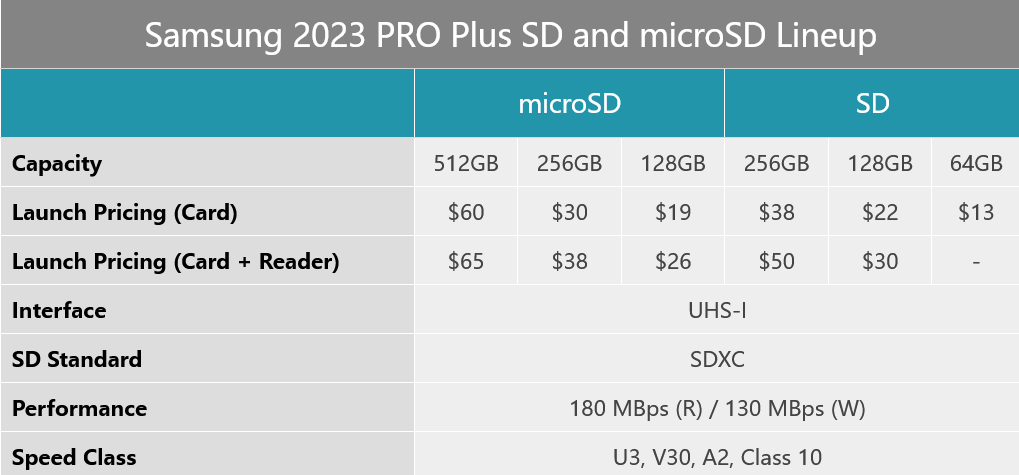 Samsung 2023 PRO Plus SD and microSD Lineup
microSD SD
Capacity 512GB 256GB 128GB 256GB 128GB 64GB
Launch Pricing (Card) $60 $30 $19 $38 $22 $13
Launch Pricing (Card + Reader) $65 $38 $26 $50 $30 -
Interface UHS-I
SD Standard SDXC
Performance 180 MBps (R) / 130 MBps (W)
Speed Class U3, V30, A2, Class 10